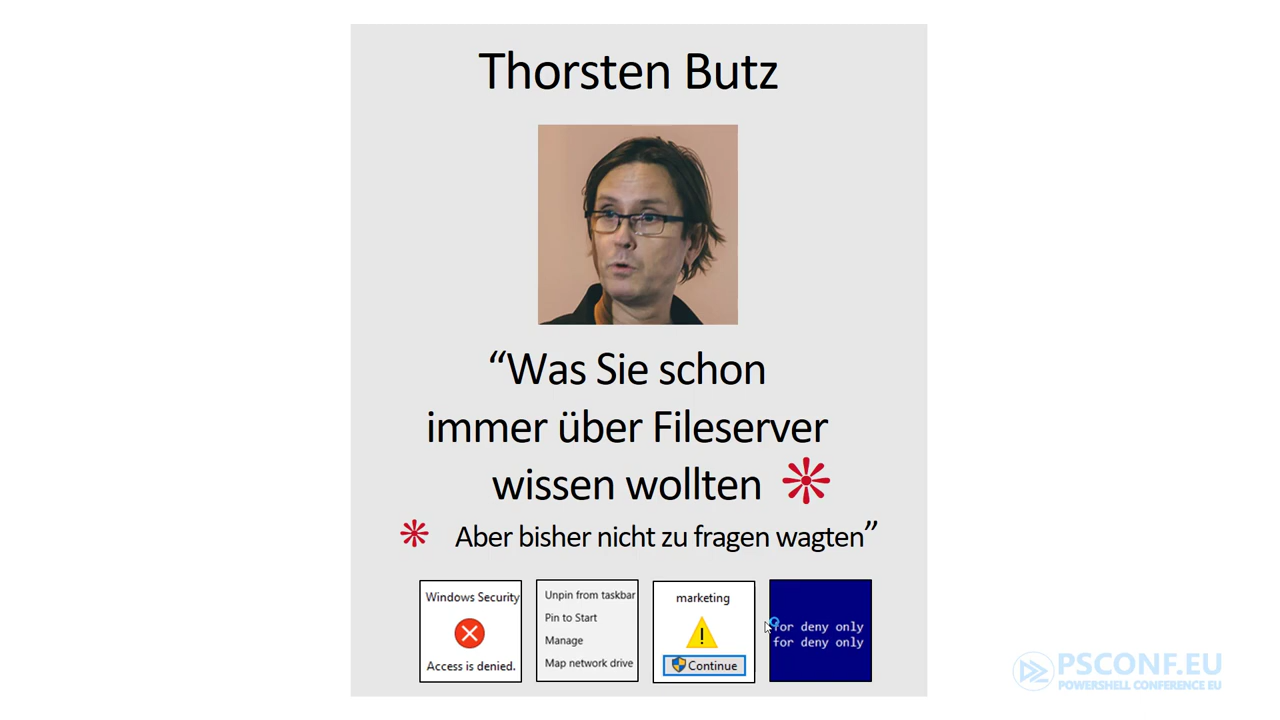 Thorsten Butz
“Was Sie schon
immer über Fileserver
wissen wollten *
* Aber bisher nicht zu fragen wagten”
Windows Security
Access is denied.
Unpin from taskbar
Pin to Start
Manage
Map network drive
marketing
Continue
for deny only
for deny only
PSCONF.EU
POWERSHELL CONFERENCE EU